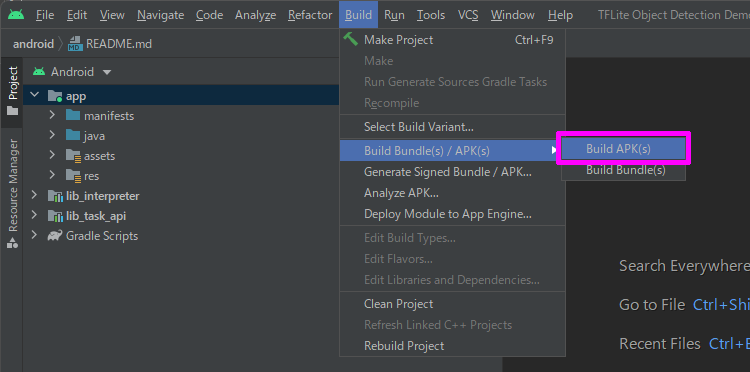 File Edit View Navigate Code Analyze Refactor Build Run Tools VCS Window Help TFLite Object Detection Demo
android README.md
Project
Resource Manager
Android
app
manifests
java
assets
res
lib_interpreter
lib_task_api
Gradle Scripts
Make Project Ctrl+F9
Make
Run Generate Sources Gradle Tasks
Recompile
Select Build Variant...
Build Bundle(s) / APK(s)
Generate Signed Bundle / APK...
Analyze APK...
Deploy Module to App Engine...
Edit Build Types...
Edit Flavors...
Edit Libraries and Dependencies...
Clean Project
Refresh Linked C++ Projects
Rebuild Project
Build APK(s)
Build Bundle(s)
Search Everywhere
Go to File Ctrl+Shi
Recent Files Ctrl+E